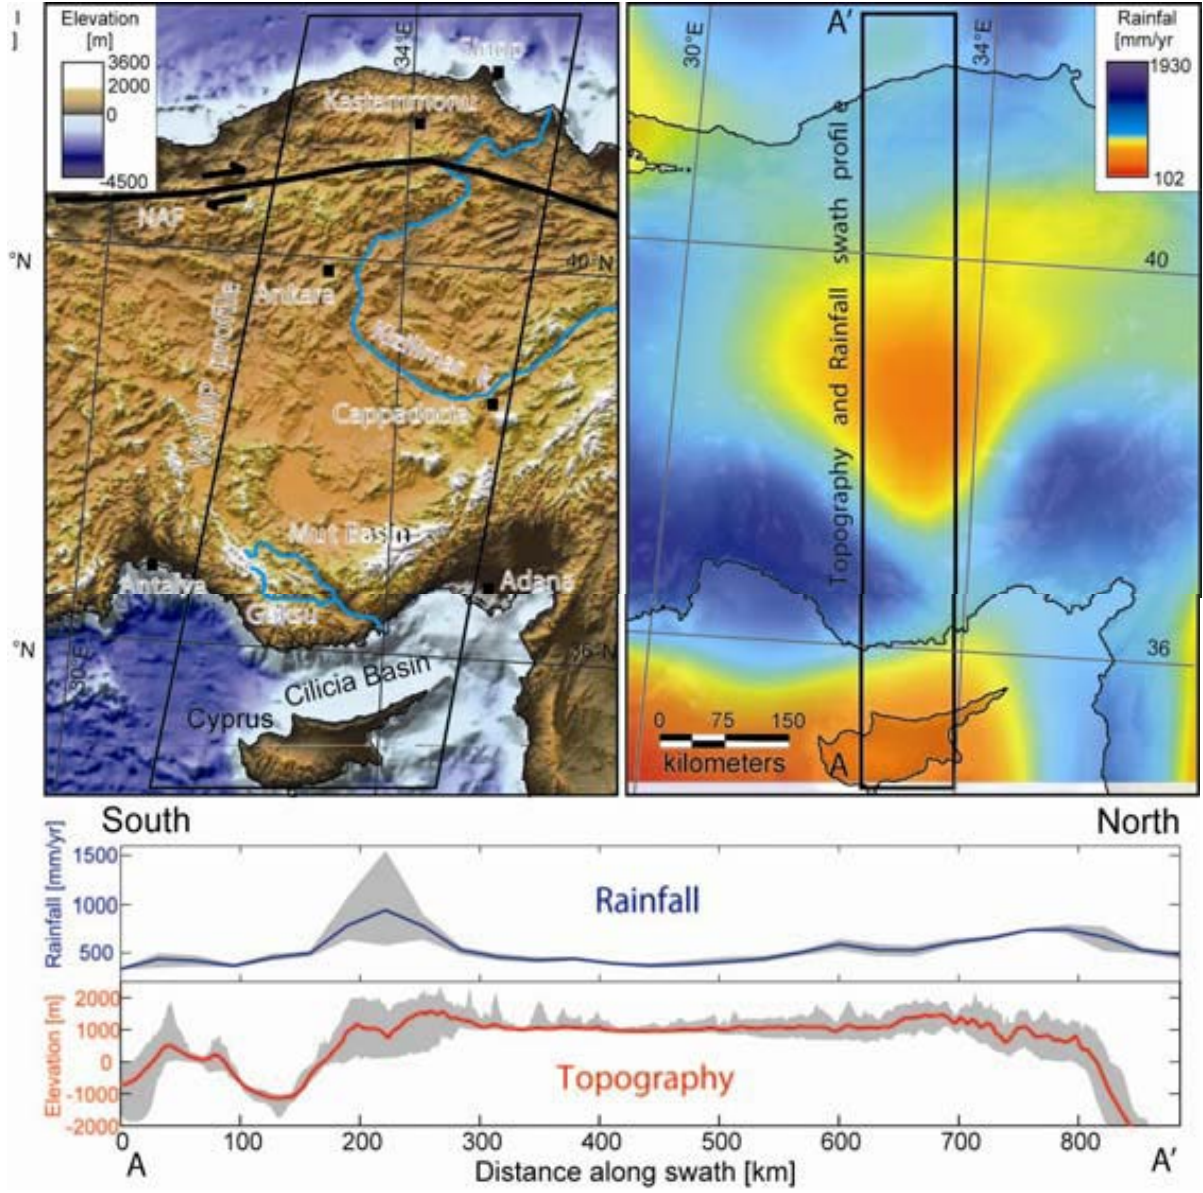 l
]
Elevation
[m]
3600
2000
0
-4500
34°E
Sinop
Kastammonu
NAF
°N
40°N
Ankara
Kizilirmak R
Cappadocia
Mut Basin
Antalya
Adana
Goksu
°N
36°N
30°E
Cilicia Basin
Cyprus
A'
30°E
34°E
Rainfal
[mm/yr
1930
102
Topography and Rainfall swath profile
40
36
0 75 150
kilometers
A
South
North
Rainfall [mm/yr]
1500
1000
500
Rainfall
Elevation [m]
2000
1000
0
-1000
-2000
Topography
0 100 200 300 400 500 600 700 800
A
Distance along swath [km]
A'